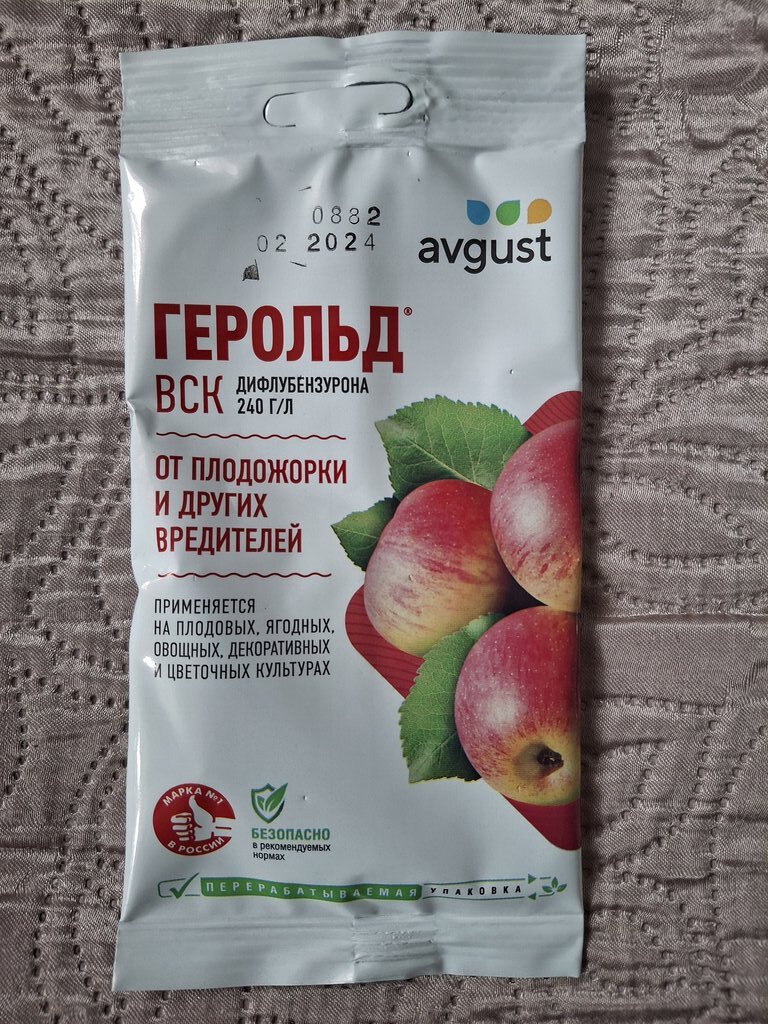 0882
02 2024
avgust
ГЕРОЛЬД®
ВСК ДИФЛУБЕНЗУРОНА
240 Г/Л
ОТ ПЛОДОЖОРКИ
И ДРУГИХ
ВРЕДИТЕЛЕЙ
ПРИМЕНЯЕТСЯ
НА ПЛОДОВЫХ, ЯГОДНЫХ,
ОВОЩНЫХ, ДЕКОРАТИВНЫХ
И ЦВЕТОЧНЫХ КУЛЬТУРАХ
МАРКА №1
В РОССИИ
БЕЗОПАСНО
в рекомендуемых
нормах
ПЕРЕРАБАТЫВАЕМАЯ УПАКОВКА